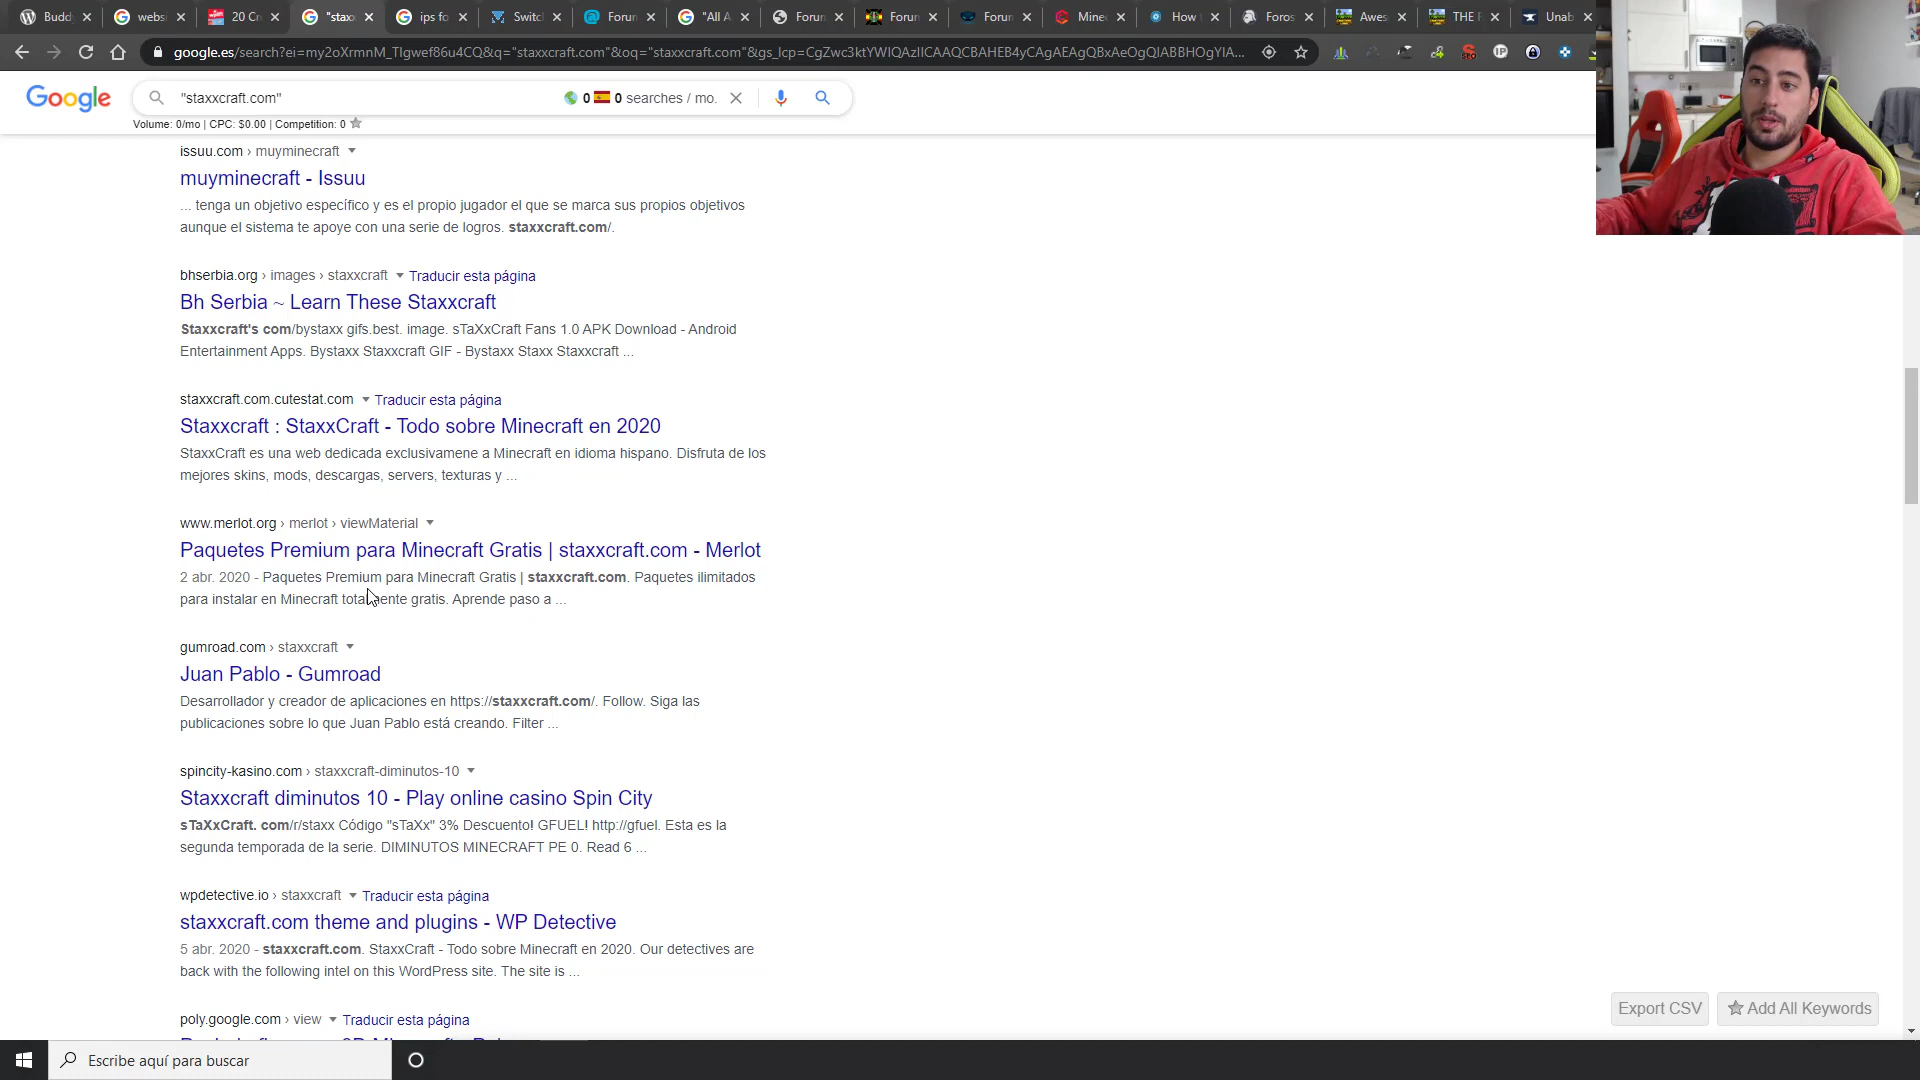 Budd
webs
20 Cr
"stax
ips fo
Switc
Forun
"All A
Forun
Forun
Forun
Mine
How
Foros
Awes
THE F
Unab
google.es/search?ei=my2oXrmnM_TIgwef86u4CQ&q="staxxcraft.com"&oq="staxxcraft.com"&gs_lcp=CgZwc3ktYWIQAzIICAAQCBAHEB4yCAgAEAgQBxAeOgQIABBHOgYIA...
Google
"staxxcraft.com"
0 0 searches / mo.
Volume: 0/mo | CPC: $0.00 | Competition: 0
issuu.com › muyminecraft
muyminecraft - Issuu
... tenga un objetivo específico y es el propio jugador el que se marca sus propios objetivos
aunque el sistema te apoye con una serie de logros. staxxcraft.com/.
bhserbia.org › images › staxxcraft Traducir esta página
Bh Serbia ~ Learn These Staxxcraft
Staxxcraft's com/bystaxx gifs.best. image. sTaXxCraft Fans 1.0 APK Download - Android
Entertainment Apps. Bystaxx Staxxcraft GIF - Bystaxx Staxx Staxxcraft ...
staxxcraft.com.cutestat.com Traducir esta página
Staxxcraft : StaxxCraft - Todo sobre Minecraft en 2020
StaxxCraft es una web dedicada exclusivamene a Minecraft en idioma hispano. Disfruta de los
mejores skins, mods, descargas, servers, texturas y ...
www.merlot.org › merlot › viewMaterial
Paquetes Premium para Minecraft Gratis | staxxcraft.com - Merlot
2 abr. 2020 - Paquetes Premium para Minecraft Gratis | staxxcraft.com. Paquetes ilimitados
para instalar en Minecraft totalmente gratis. Aprende paso a ...
gumroad.com › staxxcraft
Juan Pablo - Gumroad
Desarrollador y creador de aplicaciones en https://staxxcraft.com/. Follow. Siga las
publicaciones sobre lo que Juan Pablo está creando. Filter ...
spincity-kasino.com › staxxcraft-diminutos-10
Staxxcraft diminutos 10 - Play online casino Spin City
sTaXxCraft. com/r/staxx Código "sTaXx" 3% Descuento! GFUEL! http://gfuel. Esta es la
segunda temporada de la serie. DIMINUTOS MINECRAFT PE 0. Read 6 ...
wpdetective.io › staxxcraft Traducir esta página
staxxcraft.com theme and plugins - WP Detective
5 abr. 2020 - staxxcraft.com. StaxxCraft - Todo sobre Minecraft en 2020. Our detectives are
back with the following intel on this WordPress site. The site is ...
poly.google.com › view Traducir esta página
Export CSV
Add All Keywords
Escribe aquí para buscar